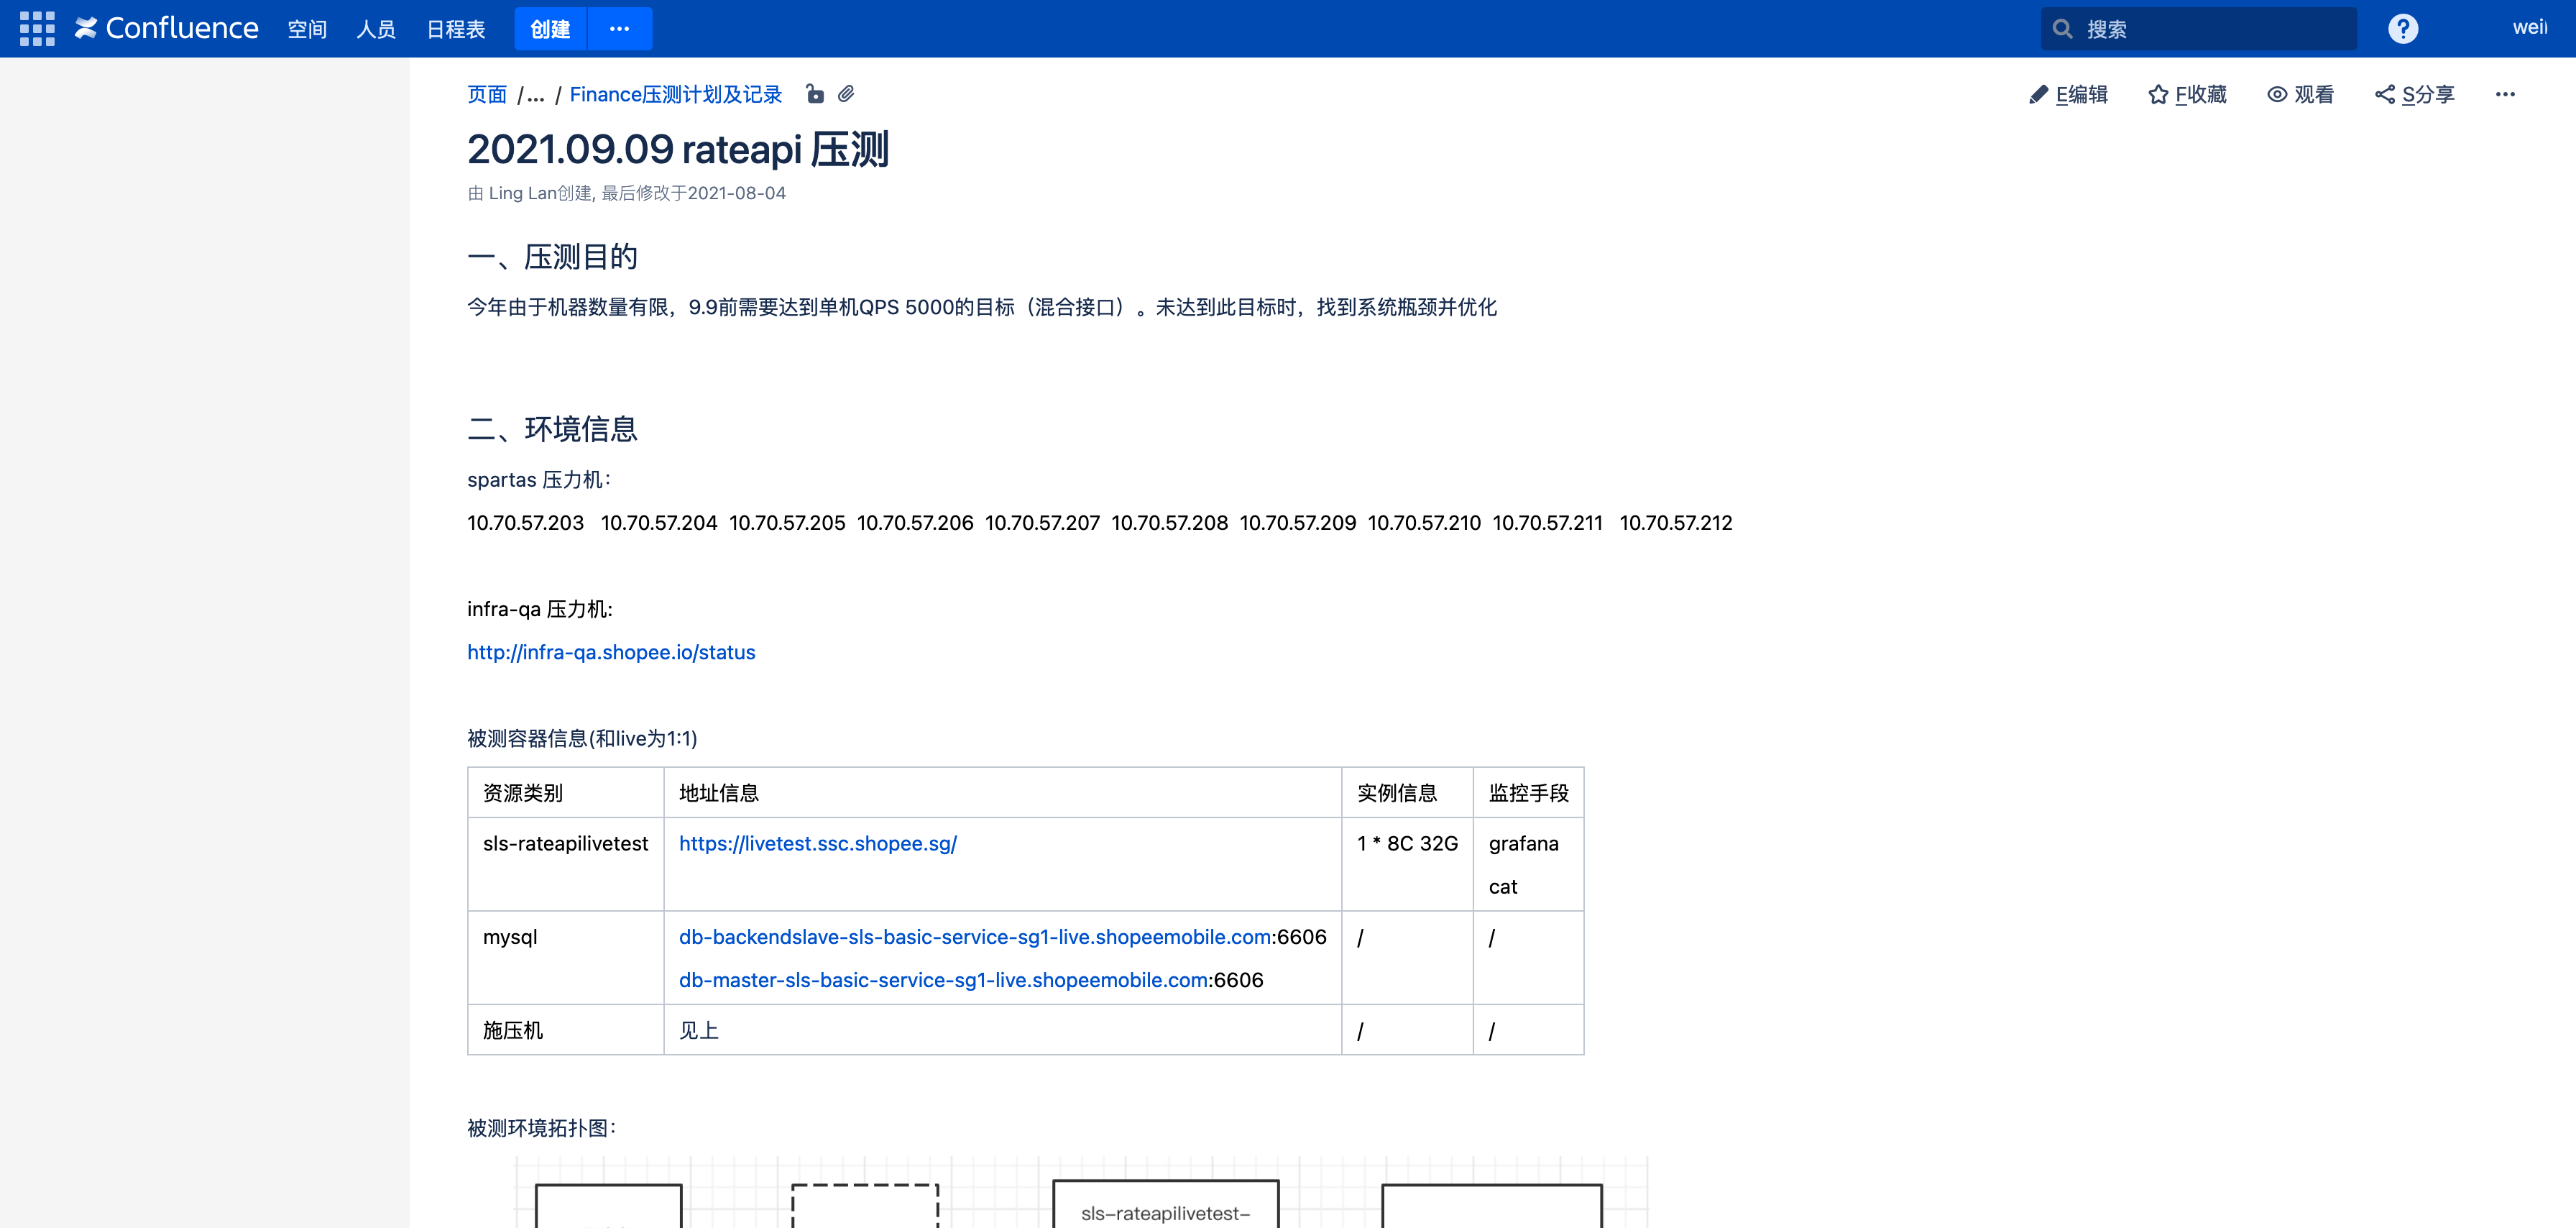 Confluence 空间 人员 日程表 创建 ··· 搜索 weil
页面 /... / Finance压测计划及记录 E编辑 F收藏 观看 S分享 ···
2021.09.09 rateapi 压测
由 Ling Lan创建, 最后修改于2021-08-04
一、压测目的
今年由于机器数量有限，9.9前需要达到单机QPS 5000的目标（混合接口）。未达到此目标时，找到系统瓶颈并优化
二、环境信息
spartas 压力机：
10.70.57.203 10.70.57.204 10.70.57.205 10.70.57.206 10.70.57.207 10.70.57.208 10.70.57.209 10.70.57.210 10.70.57.211 10.70.57.212
infra-qa 压力机:
http://infra-qa.shopee.io/status
被测容器信息(和live为1:1)
资源类别 地址信息 实例信息 监控手段
sls-rateapilivetest https://livetest.ssc.shopee.sg/ 1 * 8C 32G grafana
cat
mysql db-backendslave-sls-basic-service-sg1-live.shopeemobile.com:6606 / /
db-master-sls-basic-service-sg1-live.shopeemobile.com:6606
施压机 见上 / /
被测环境拓扑图：
sls-rateapilivetest-